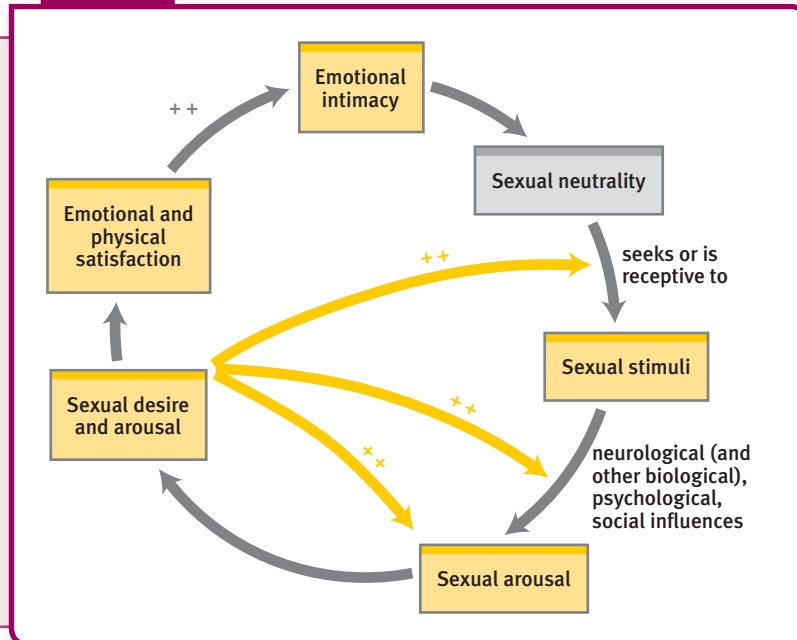 Emotional
intimacy
+ +
Sexual neutrality
Emotional and
physical
satisfaction
+ +
seeks or is
receptive to
Sexual stimuli
Sexual desire
and arousal
+ +
+ +
neurological (and
other biological),
psychological,
social influences
Sexual arousal